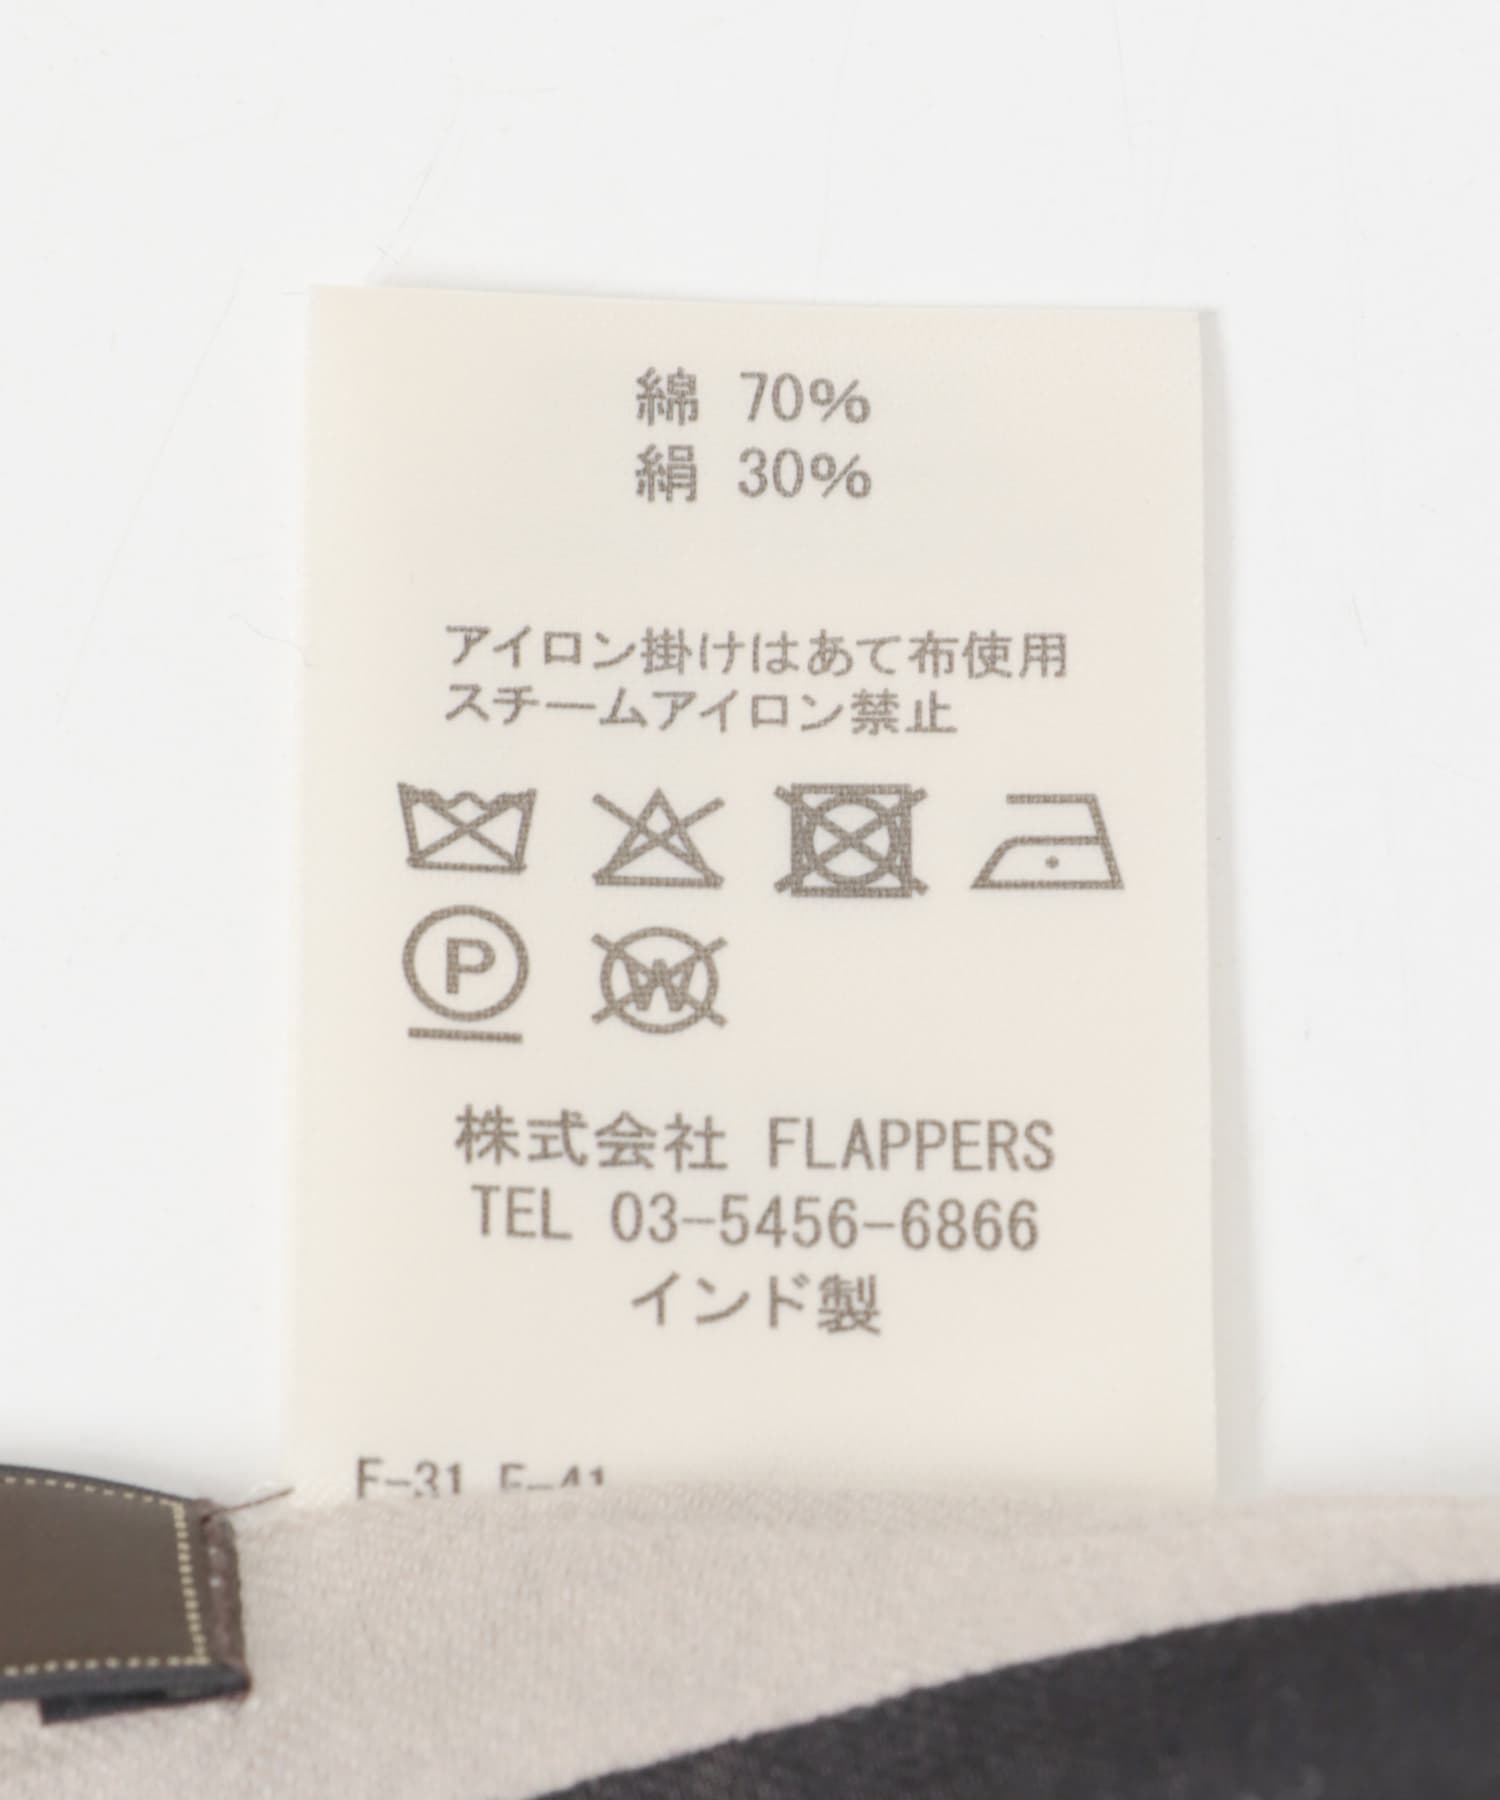 綿 70%
絹 30%
アイロン掛けはあて布使用
スチームアイロン禁止
P
W
株式会社 FLAPPERS
TEL 03-5456-6866
インド製
F-31 F-41